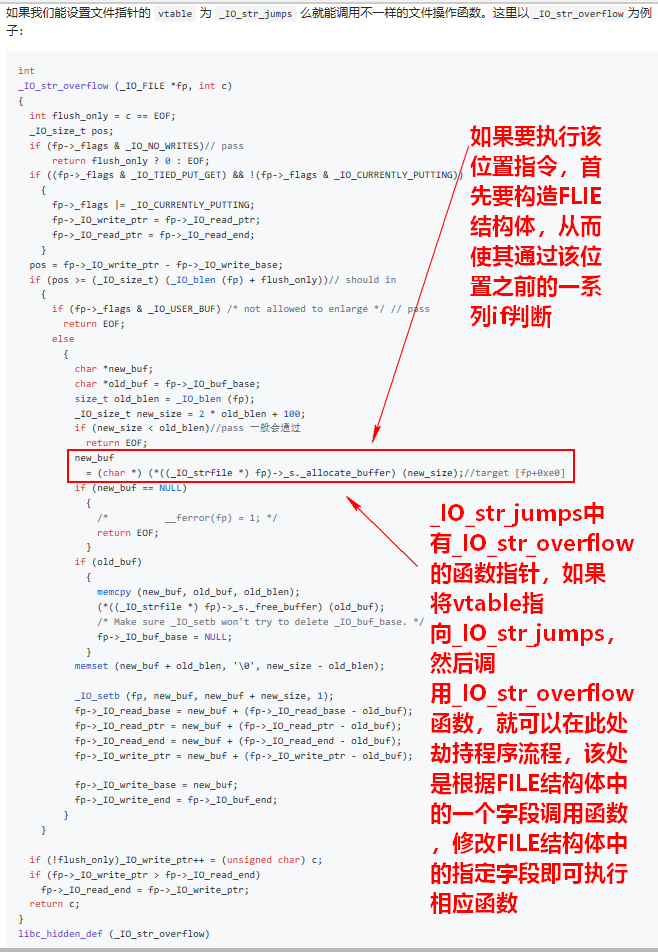 如果我们能设置文件指针的 vtable 为 _IO_str_jumps 么就能调用不一样的文件操作函数。这里以 _IO_str_overflow 为例
子：
int
_IO_str_overflow (_IO_FILE *fp, int c)
{
int flush_only = c == EOF;
_IO_size_t pos;
if (fp->_flags & _IO_NO_WRITES)// pass
return flush_only ? 0 : EOF;
if ((fp->_flags & _IO_TIED_PUT_GET) && !(fp->_flags & _IO_CURRENTLY_PUTTING))
{
fp->_flags |= _IO_CURRENTLY_PUTTING;
fp->_IO_write_ptr = fp->_IO_read_ptr;
fp->_IO_read_ptr = fp->_IO_read_end;
}
pos = fp->_IO_write_ptr - fp->_IO_write_base;
if (pos >= (_IO_size_t) (_IO_blen (fp) + flush_only))// should in
{
if (fp->_flags & _IO_USER_BUF) /* not allowed to enlarge */ // pass
return EOF;
else
{
char *new_buf;
char *old_buf = fp->_IO_buf_base;
size_t old_blen = _IO_blen (fp);
_IO_size_t new_size = 2 * old_blen + 100;
if (new_size < old_blen)//pass 一般会通过
return EOF;
new_buf
= (char *) (*((_IO_strfile *) fp)->_s._allocate_buffer) (new_size);//target [fp+0xe0]
if (new_buf == NULL)
{
/* __ferror(fp) = 1; */
return EOF;
}
if (old_buf)
{
memcpy (new_buf, old_buf, old_blen);
(*((_IO_strfile *) fp)->_s._free_buffer) (old_buf);
/* Make sure _IO_setb won't try to delete _IO_buf_base. */
fp->_IO_buf_base = NULL;
}
memset (new_buf + old_blen, '\0', new_size - old_blen);
_IO_setb (fp, new_buf, new_buf + new_size, 1);
fp->_IO_read_base = new_buf + (fp->_IO_read_base - old_buf);
fp->_IO_read_ptr = new_buf + (fp->_IO_read_ptr - old_buf);
fp->_IO_read_end = new_buf + (fp->_IO_read_end - old_buf);
fp->_IO_write_ptr = new_buf + (fp->_IO_write_ptr - old_buf);
fp->_IO_write_base = new_buf;
fp->_IO_write_end = fp->_IO_buf_end;
}
}
if (!flush_only)_IO_write_ptr++ = (unsigned char) c;
if (fp->_IO_write_ptr > fp->_IO_read_end)
fp->_IO_read_end = fp->_IO_write_ptr;
return c;
}
libc_hidden_def (_IO_str_overflow)
如果要执行该
位置指令，首
先要构造FLIE
结构体，从而
使其通过该位
置之前的一系
列if判断
_IO_str_jumps中
有_IO_str_overflow
的函数指针，如果
将vtable指
向_IO_str_jumps，
然后调
用_IO_str_overflow
函数，就可以在此处
劫持程序流程，该处
是根据FILE结构体中
的一个字段调用函数
，修改FILE结构体中
的指定字段即可执行
相应函数